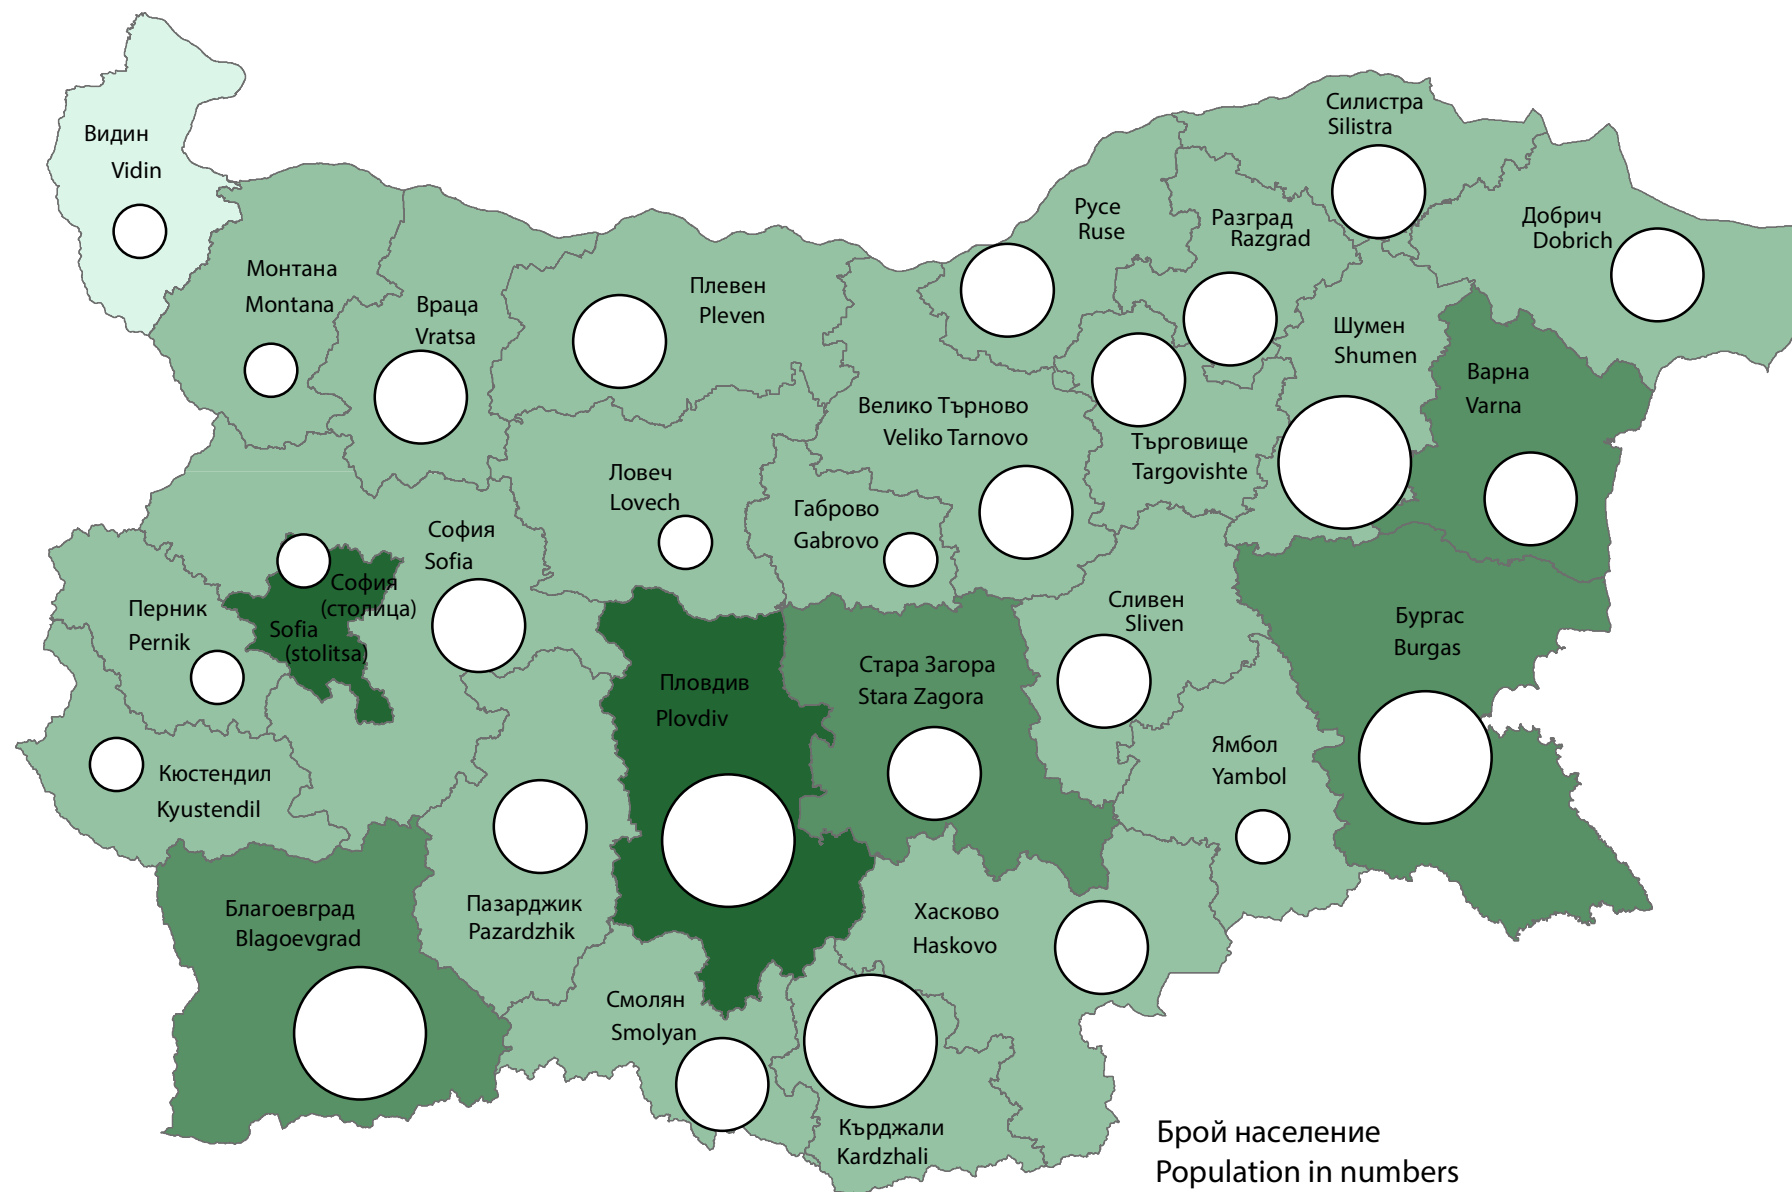 Видин
Vidin
Монтана
Montana
Враца
Vratsa
Плевен
Pleven
Русе
Ruse
Разград
Razgrad
Силистра
Silistra
Добрич
Dobrich
Шумен
Shumen
Варна
Varna
Велико Търново
Veliko Tarnovo
Търговище
Targovishte
Ловеч
Lovech
Габрово
Gabrovo
София
Sofia
София
(столица)
Sofia
(stolitsa)
Перник
Pernik
Кюстендил
Kyustendil
Пловдив
Plovdiv
Стара Загора
Stara Zagora
Сливен
Sliven
Бургас
Burgas
Ямбол
Yambol
Благоевград
Blagoevgrad
Пазарджик
Pazardzhik
Хасково
Haskovo
Смолян
Smolyan
Кърджали
Kardzhali
Брой население
Population in numbers